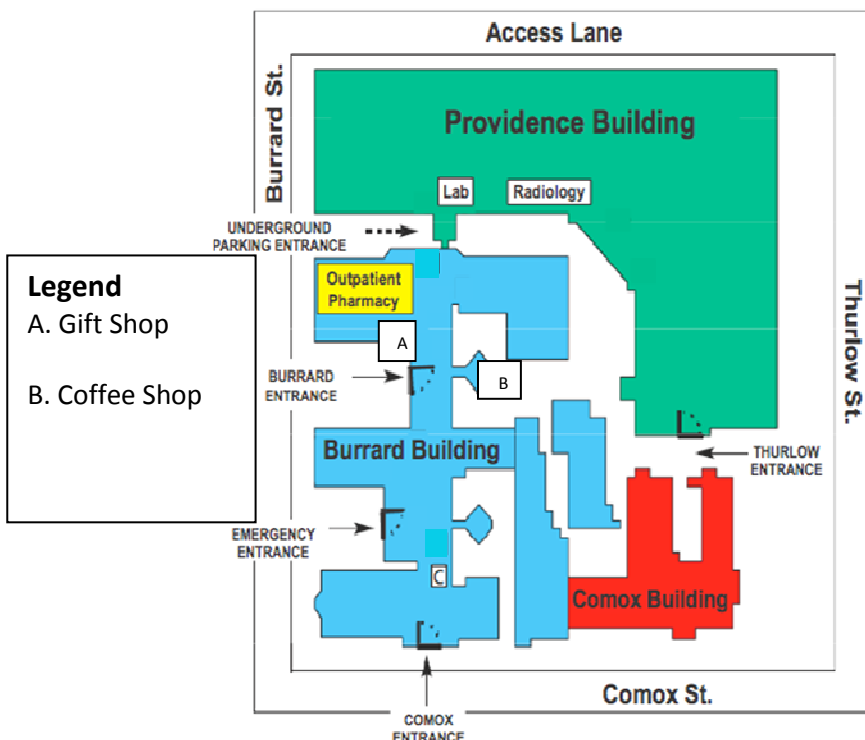 Access Lane
Burrard St.
Providence Building
Lab
Radiology
UNDERGROUND
PARKING ENTRANCE
Legend
A. Gift Shop
B. Coffee Shop
Outpatient
Pharmacy
Thurlow St.
A
BURRARD
ENTRANCE
B
Burrard Building
THURLOW
ENTRANCE
EMERGENCY
ENTRANCE
C
Comox Building
Comox St.
COMOX
ENTRANCE